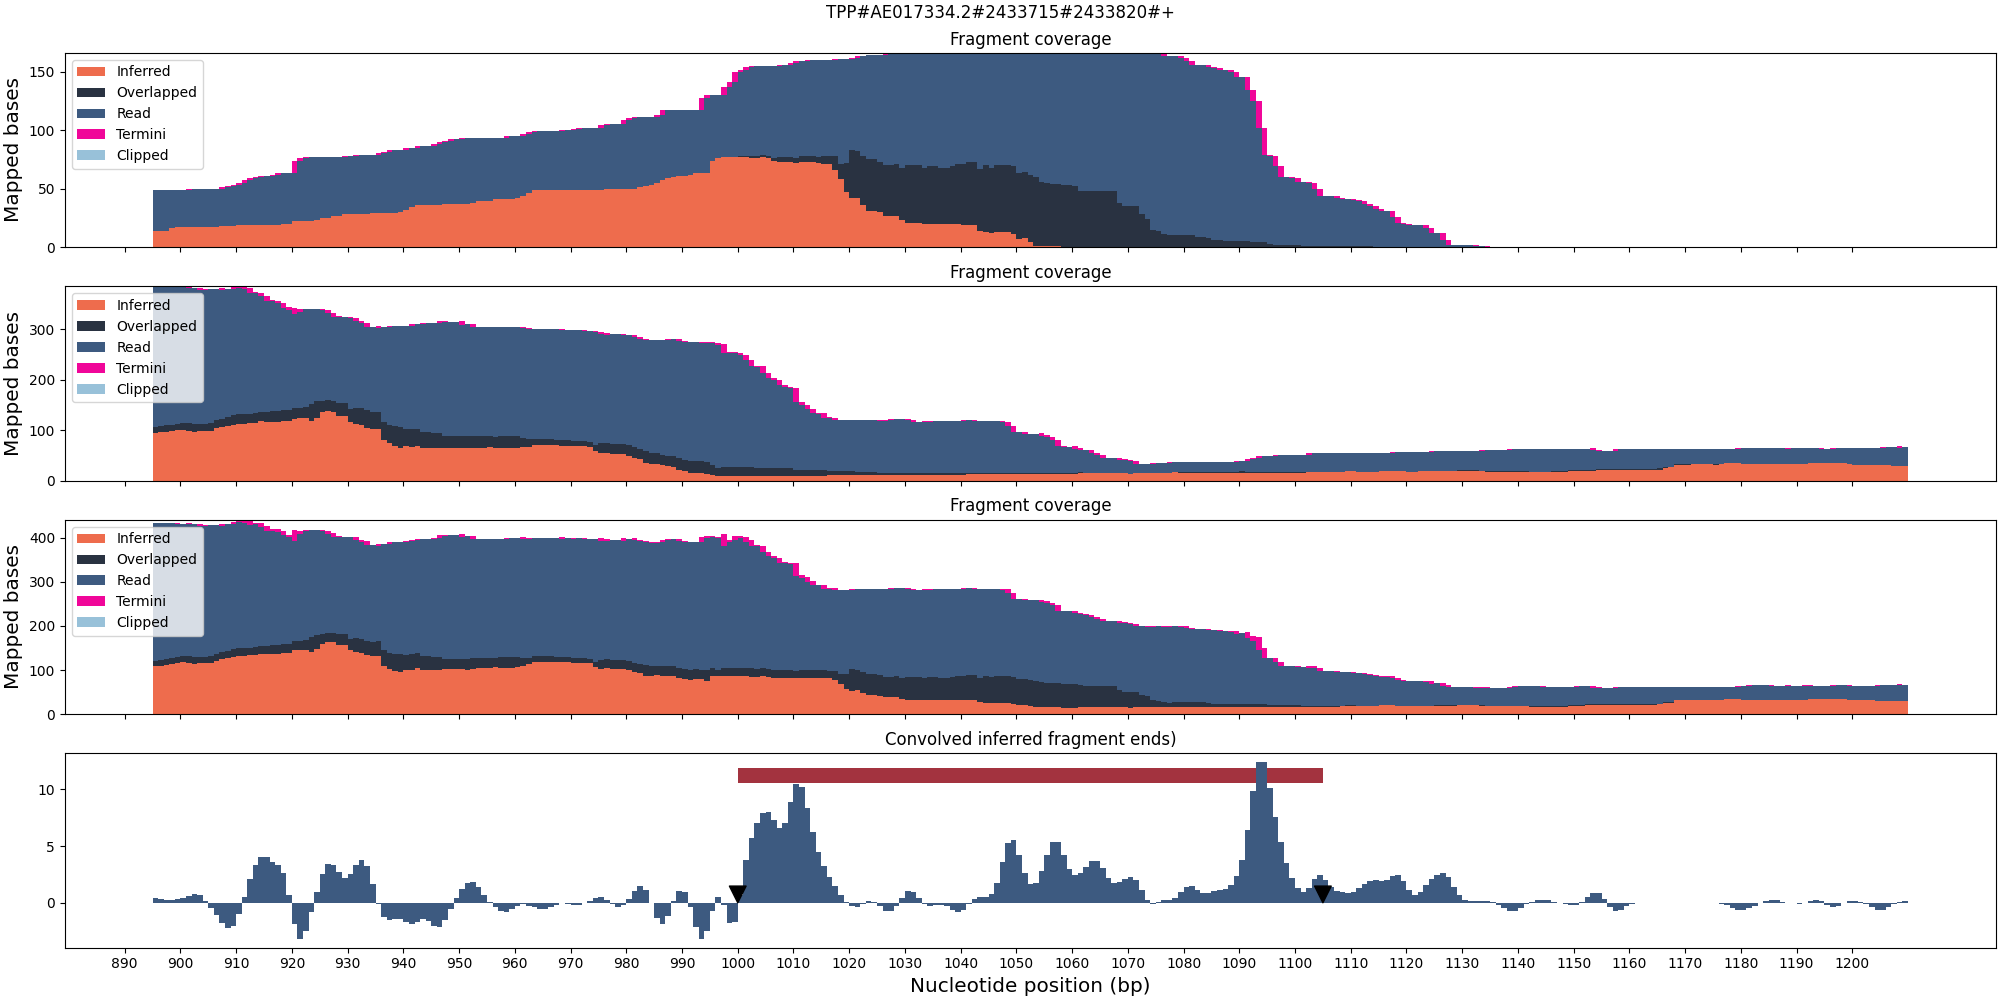 TPP#AE017334.2#2433715#2433820#+
Fragment coverage
Mapped bases
150
100
50
0
Inferred
Overlapped
Read
Termini
Clipped
Fragment coverage
Mapped bases
300
200
100
0
Inferred
Overlapped
Read
Termini
Clipped
Fragment coverage
Mapped bases
400
300
200
100
0
Inferred
Overlapped
Read
Termini
Clipped
Convolved inferred fragment ends)
10
5
0
890 900 910 920 930 940 950 960 970 980 990 1000 1010 1020 1030 1040 1050 1060 1070 1080 1090 1100 1110 1120 1130 1140 1150 1160 1170 1180 1190 1200
Nucleotide position (bp)